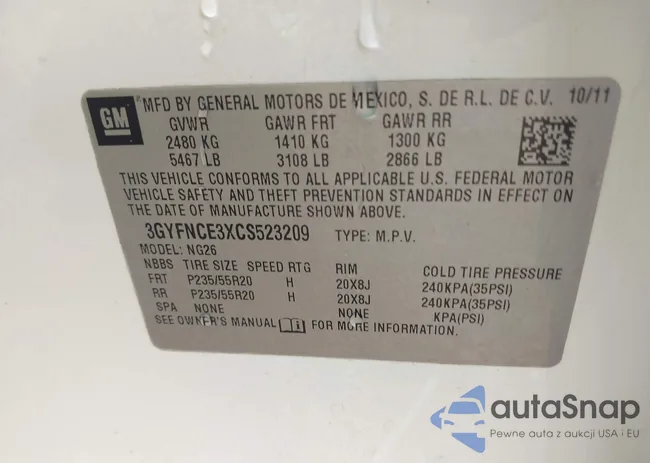 GM
MFD BY GENERAL MOTORS DE MEXICO, S. DE R.L. DE C.V. 10/11
GVWR GAWR FRT GAWR RR
2480 KG 1410 KG 1300 KG
5467 LB 3108 LB 2866 LB
THIS VEHICLE CONFORMS TO ALL APPLICABLE U.S. FEDERAL MOTOR
VEHICLE SAFETY AND THEFT PREVENTION STANDARDS IN EFFECT ON
THE DATE OF MANUFACTURE SHOWN ABOVE.
3GYFNCE3XCS523209 TYPE: M.P.V.
MODEL: NG26
NBBS TIRE SIZE SPEED RTG RIM COLD TIRE PRESSURE
FRT P235/55R20 H 20X8J 240KPA(35PSI)
RR P235/55R20 H 20X8J 240KPA(35PSI)
SPA NONE NONE KPA(PSI)
SEE OWNER'S MANUAL FOR MORE INFORMATION.
autaSnap
Pewne auta z aukcji USA i EU